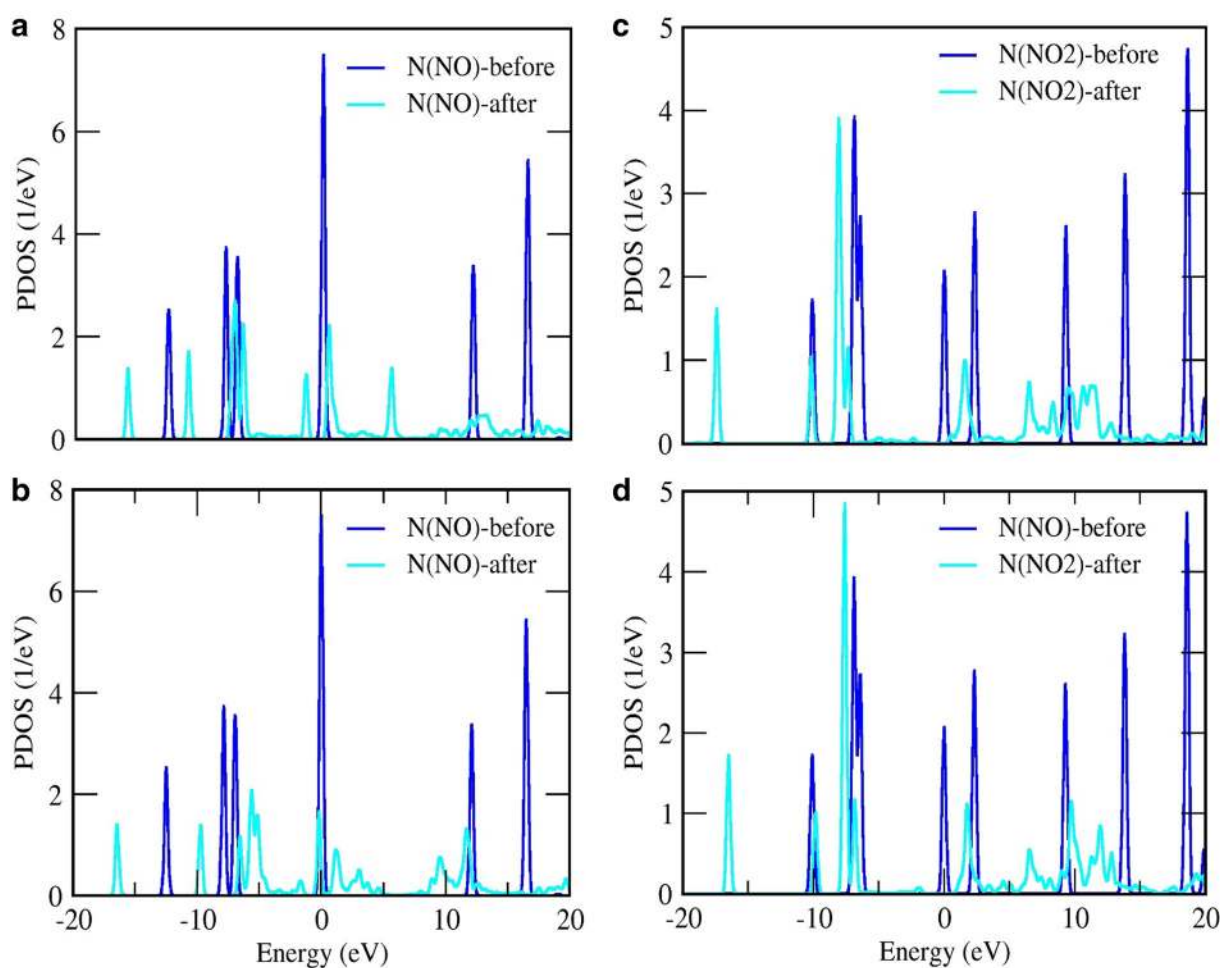 a
8
6
4
2
0
PDOS (1/eV)
N(NO)-before
N(NO)-after
c
5
4
3
2
1
0
PDOS (1/eV)
N(NO2)-before
N(NO2)-after
b
8
6
4
2
0
PDOS (1/eV)
N(NO)-before
N(NO)-after
-20 -10 0 10 20
Energy (eV)
d
5
4
3
2
1
0
PDOS (1/eV)
N(NO)-before
N(NO2)-after
-20 -10 0 10 20
Energy (eV)